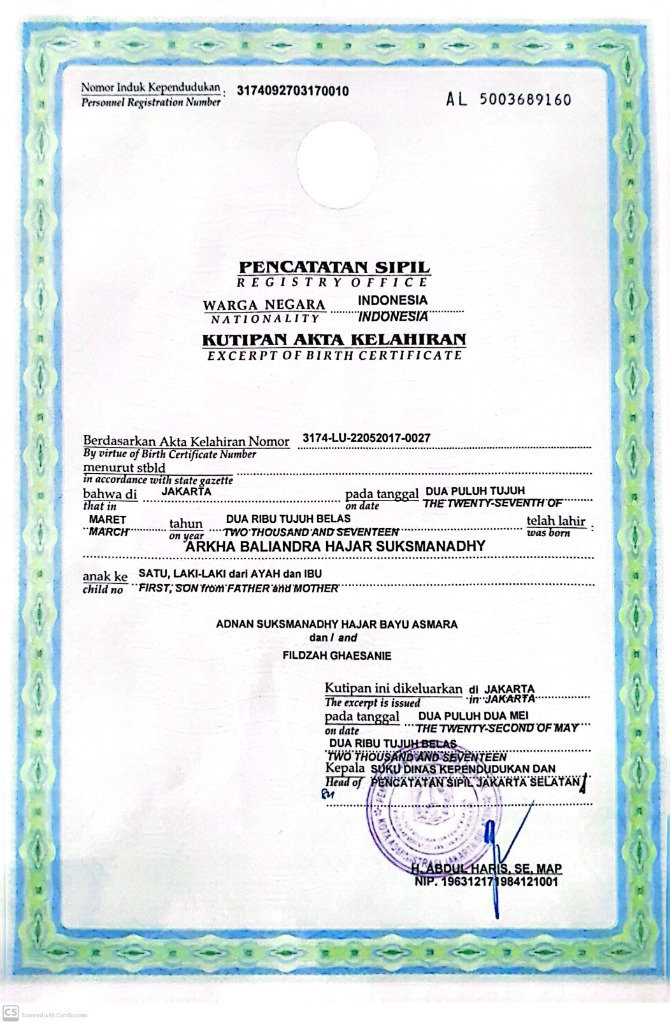 Nomor Induk Kependudukan : 3174092703170010
Personnel Registration Number
AL 5003689160
PENCATATAN SIPIL
REGISTRY OFFICE
WARGA NEGARA INDONESIA
NATIONALITY INDONESIA
KUTIPAN AKTA KELAHIRAN
EXCERPT OF BIRTH CERTIFICATE
Berdasarkan Akta Kelahiran Nomor 3174-LU-22052017-0027
By virtue of Birth Certificate Number
menurut stbld
in accordance with state gazette
bahwa di JAKARTA pada tanggal DUA PULUH TUJUH
that in on date THE TWENTY-SEVENTH OF
MARET tahun DUA RIBU TUJUH BELAS telah lahir :
MARCH on year TWO THOUSAND AND SEVENTEEN was born
ARKHA BALIANDRA HAJAR SUKSMANADHY
anak ke SATU, LAKI-LAKI dari AYAH dan IBU
child no FIRST, SON from FATHER and MOTHER
ADNAN SUKSMANADHY HAJAR BAYU ASMARA
dan / and
FILDZAH GHAESANIE
Kutipan ini dikeluarkan di JAKARTA
The excerpt is issued in JAKARTA
pada tanggal DUA PULUH DUA MEI
on date THE TWENTY-SECOND OF MAY
DUA RIBU TUJUH BELAS
TWO THOUSAND AND SEVENTEEN
Kepala SUKU DINAS KEPENDUDUKAN DAN
Head of PENCATATAN SIPIL JAKARTA SELATAN
KOTA ADMINISTRASI JAKARTA
H. ABDUL HARIS, SE, MAP
NIP. 196312171984121001
CS Scanned with CamScanner